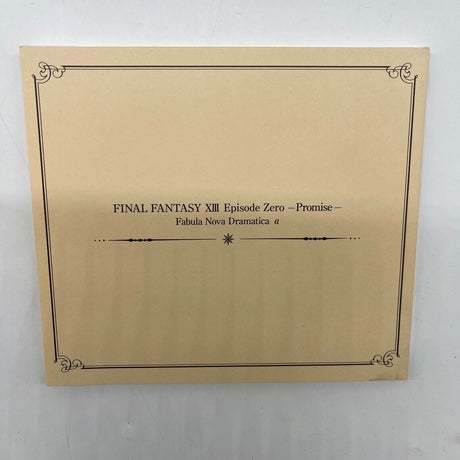 FINAL FANTASY XIII Episode Zero －Promise－
Fabula Nova Dramatica α